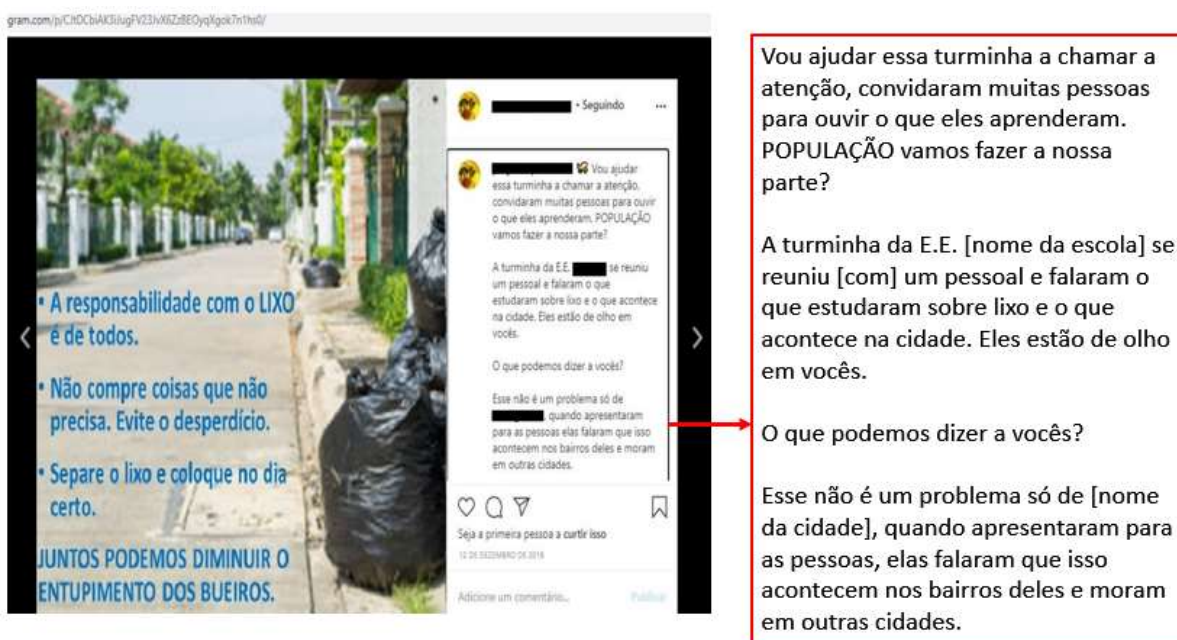 • A responsabilidade com o LIXO
é de todos.
• Não compre coisas que não
precisa. Evite o desperdício.
• Separe o lixo e coloque no dia
certo.
JUNTOS PODEMOS DIMINUIR O
ENTUPIMENTO DOS BUEIROS.
• Seguindo
Vou ajudar
essa turminha a chamar a atenção,
convidaram muitas pessoas para ouvir
o que eles aprenderam. POPULAÇÃO
vamos fazer a nossa parte?
A turminha da E.E. se reuniu
um pessoal e falaram o que
estudaram sobre lixo e o que acontece
na cidade. Eles estão de olho em
vocês.
O que podemos dizer a vocês?
Esse não é um problema só de
, quando apresentaram
para as pessoas elas falaram que isso
acontecem nos bairros deles e moram
em outras cidades.
Seja a primeira pessoa a curtir isso
12 DE DEZEMBRO DE 2018
Adicione um comentário...
Publicar
Vou ajudar essa turminha a chamar a
atenção, convidaram muitas pessoas
para ouvir o que eles aprenderam.
POPULAÇÃO vamos fazer a nossa
parte?
A turminha da E.E. [nome da escola] se
reuniu [com] um pessoal e falaram o
que estudaram sobre lixo e o que
acontece na cidade. Eles estão de olho
em vocês.
O que podemos dizer a vocês?
Esse não é um problema só de [nome
da cidade], quando apresentaram para
as pessoas, elas falaram que isso
acontecem nos bairros deles e moram
em outras cidades.